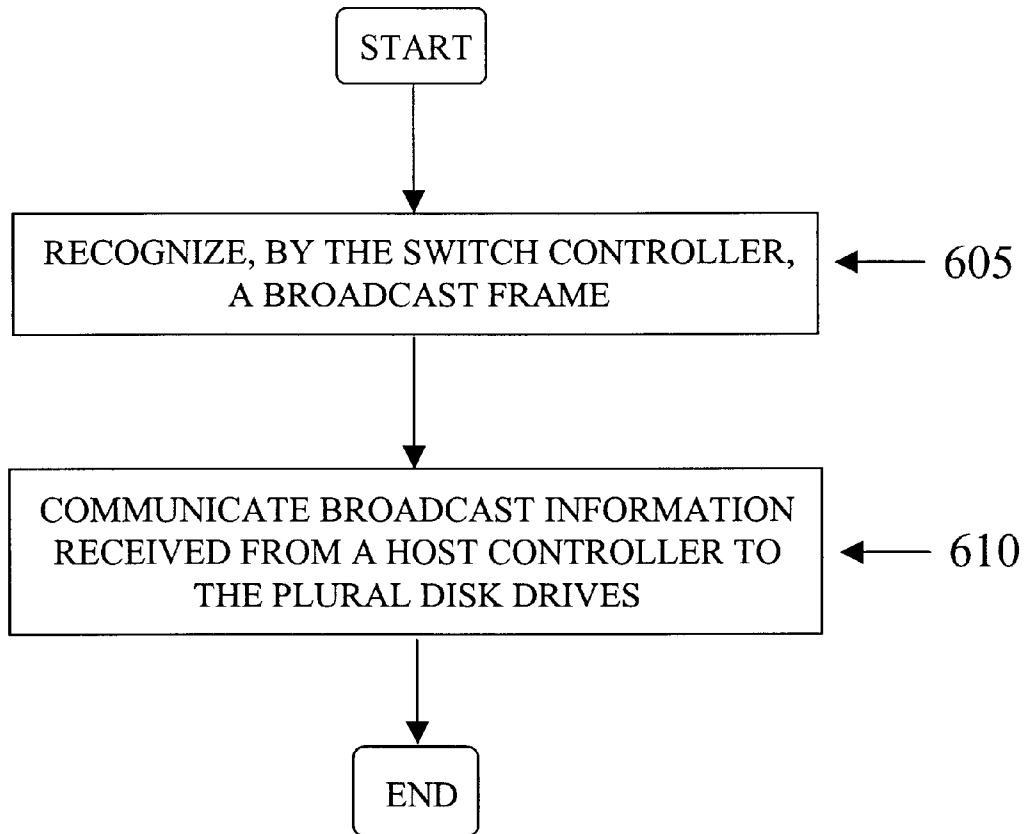 START
RECOGNIZE, BY THE SWITCH CONTROLLER,
A BROADCAST FRAME
605
COMMUNICATE BROADCAST INFORMATION
RECEIVED FROM A HOST CONTROLLER TO
THE PLURAL DISK DRIVES
610
END